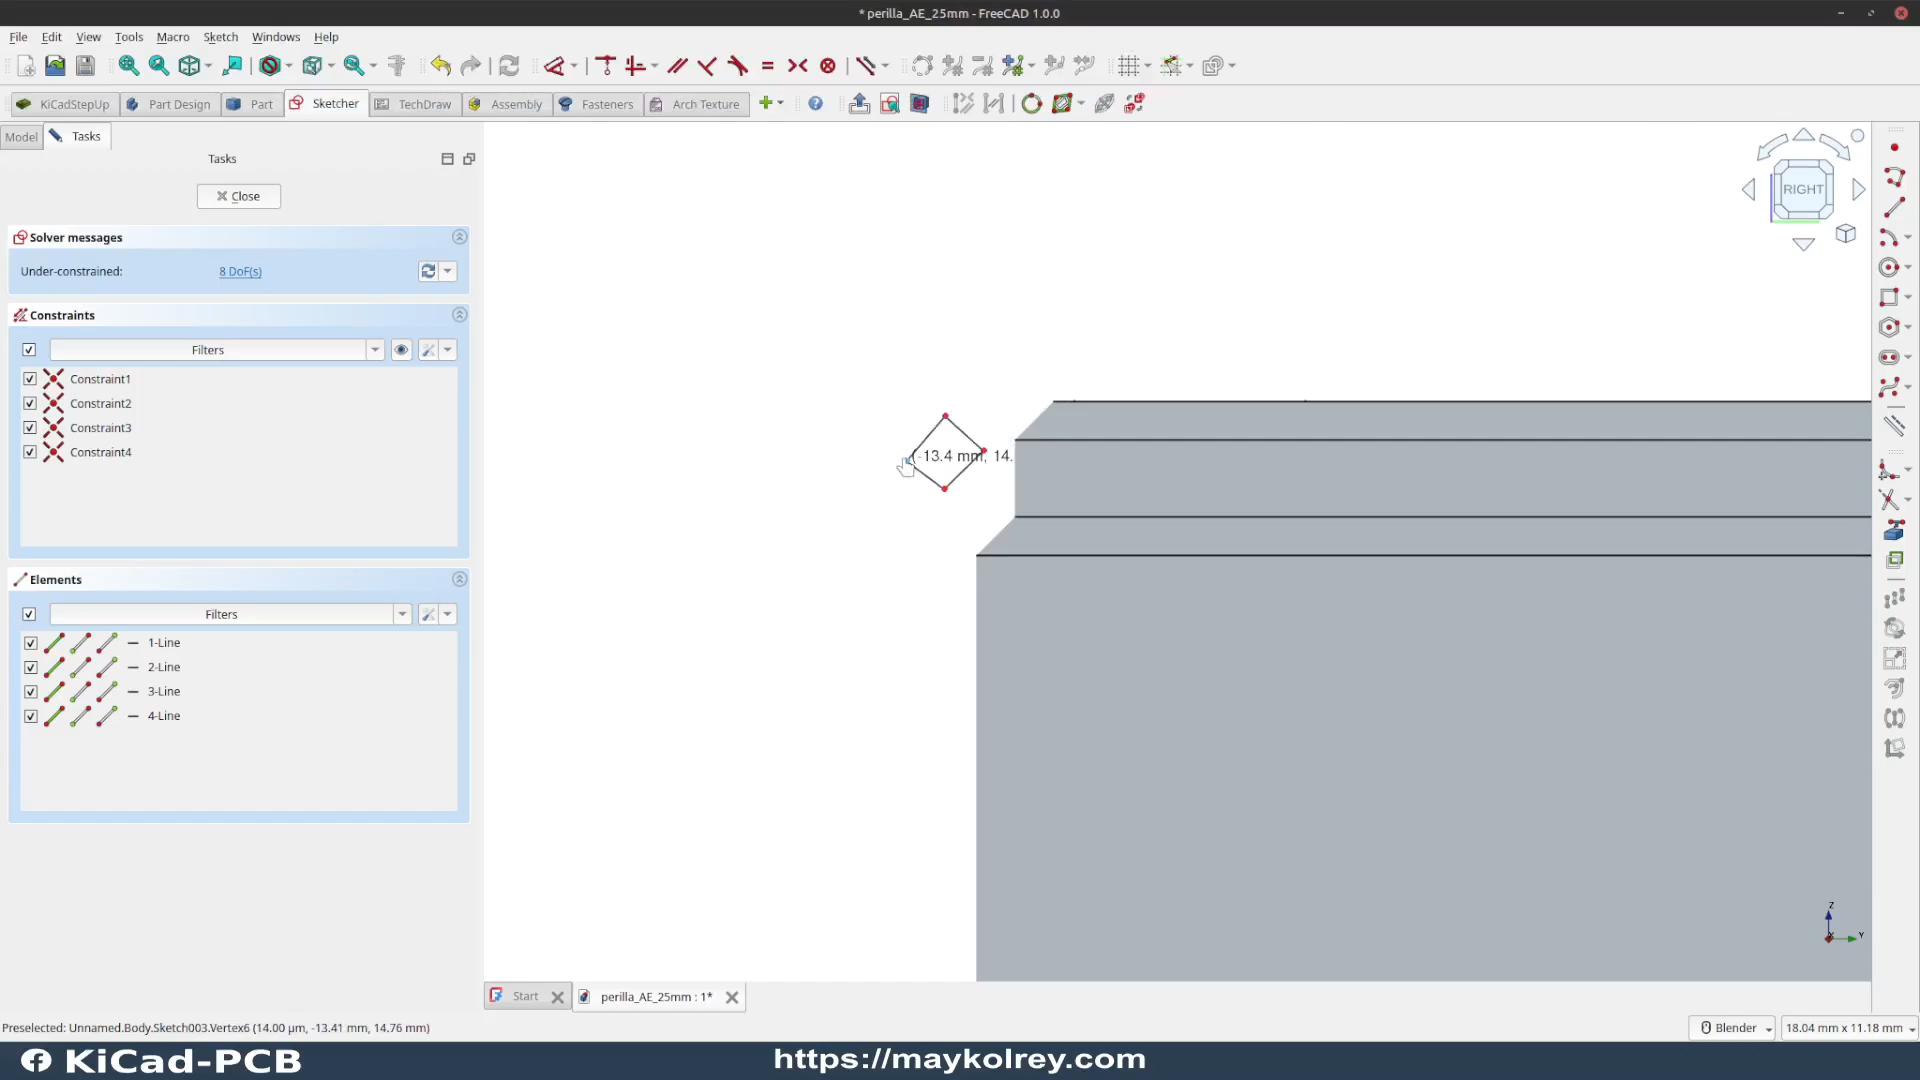 * perilla_AE_25mm - FreeCAD 1.0.0
File Edit View Tools Macro Sketch Windows Help
KiCadStepUp Part Design Part Sketcher TechDraw Assembly Fasteners Arch Texture
Model Tasks
Tasks
Close
Solver messages
Under-constrained: 8 DoF(s)
Constraints
Filters
Constraint1
Constraint2
Constraint3
Constraint4
Elements
Filters
1-Line
2-Line
3-Line
4-Line
RIGHT
(-13.4 mm, 14.
Z
Y
Start perilla_AE_25mm : 1*
Preselected: Unnamed.Body.Sketch003.Vertex6 (14.00 µm, -13.41 mm, 14.76 mm)
Blender 18.04 mm x 11.18 mm
KiCad-PCB https://maykolrey.com